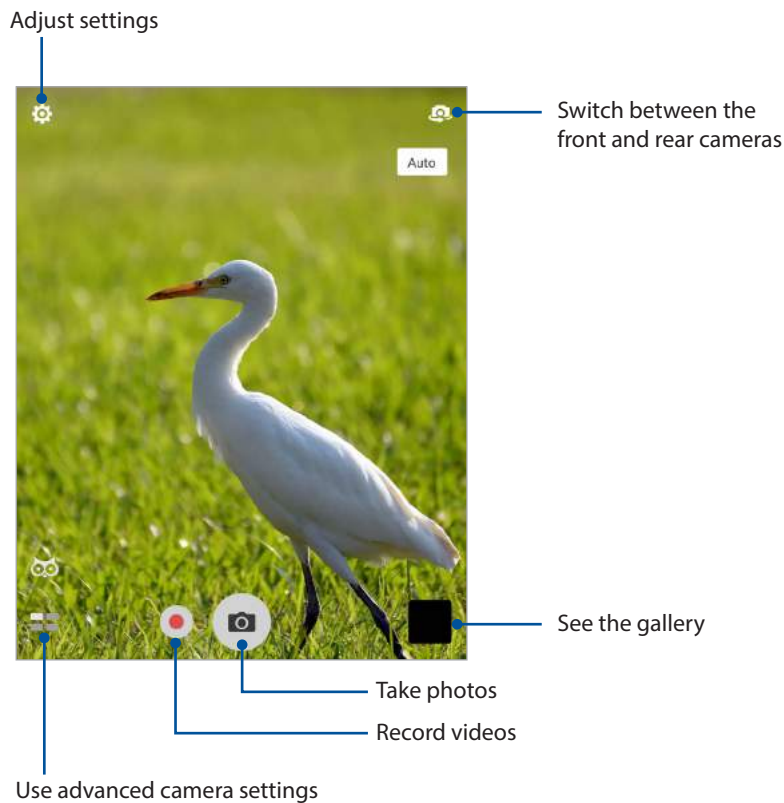 Adjust settings
Switch between the
front and rear cameras
Auto
See the gallery
Take photos
Record videos
Use advanced camera settings